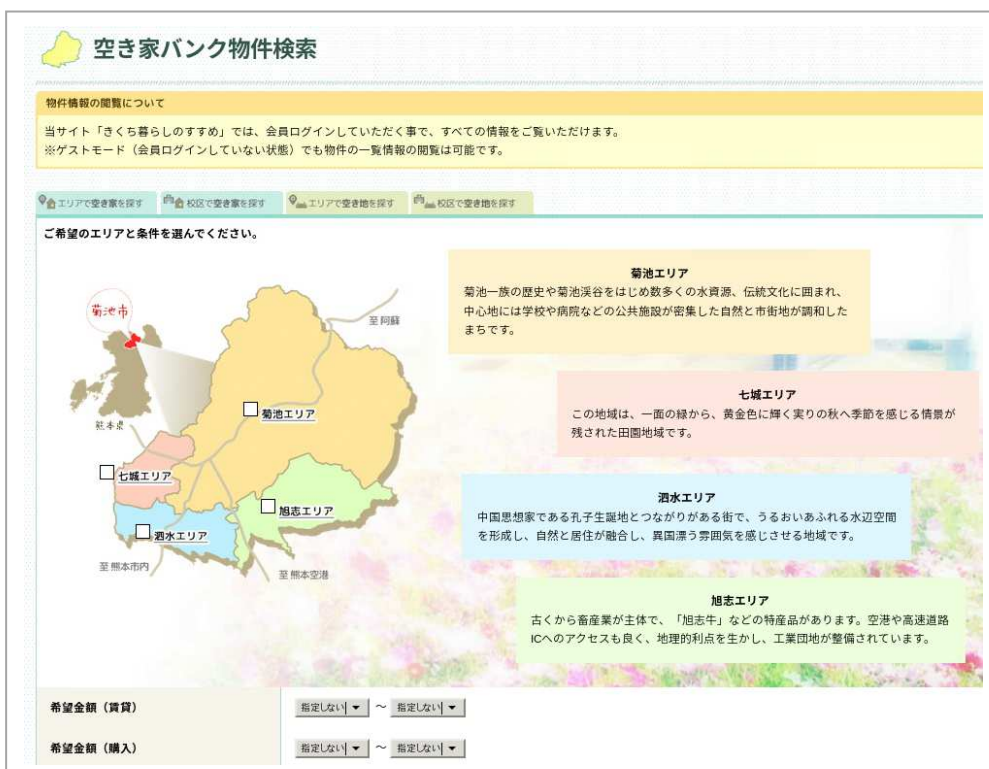 空き家バンク物件検索
物件情報の閲覧について
当サイト「きくち暮らしのすすめ」では、会員ログインしていただく事で、すべての情報をご覧いただけます。
※ゲストモード（会員ログインしていない状態）でも物件の一覧情報の閲覧は可能です。
エリアで空き家を探す 校区で空き家を探す エリアで空き地を探す 校区で空き地を探す
ご希望のエリアと条件を選んでください。
菊池市
熊本県
至阿蘇
菊池エリア
七城エリア
旭志エリア
泗水エリア
至熊本市内
至熊本空港
菊池エリア
菊池一族の歴史や菊池渓谷をはじめ数多くの水資源、伝統文化に囲まれ、
中心地には学校や病院などの公共施設が密集した自然と市街地が調和した
まちです。
七城エリア
この地域は、一面の緑から、黄金色に輝く実りの秋へ季節を感じる情景が
残された田園地域です。
泗水エリア
中国思想家である孔子生誕地とつながりがある街で、うるおいあふれる水辺空間
を形成し、自然と居住が融合し、異国漂う雰囲気を感じさせる地域です。
旭志エリア
古くから畜産業が主体で、「旭志牛」などの特産品があります。空港や高速道路
ICへのアクセスも良く、地理的利点を生かし、工業団地が整備されています。
希望金額（賃貸） 指定しない ～ 指定しない
希望金額（購入） 指定しない ～ 指定しない